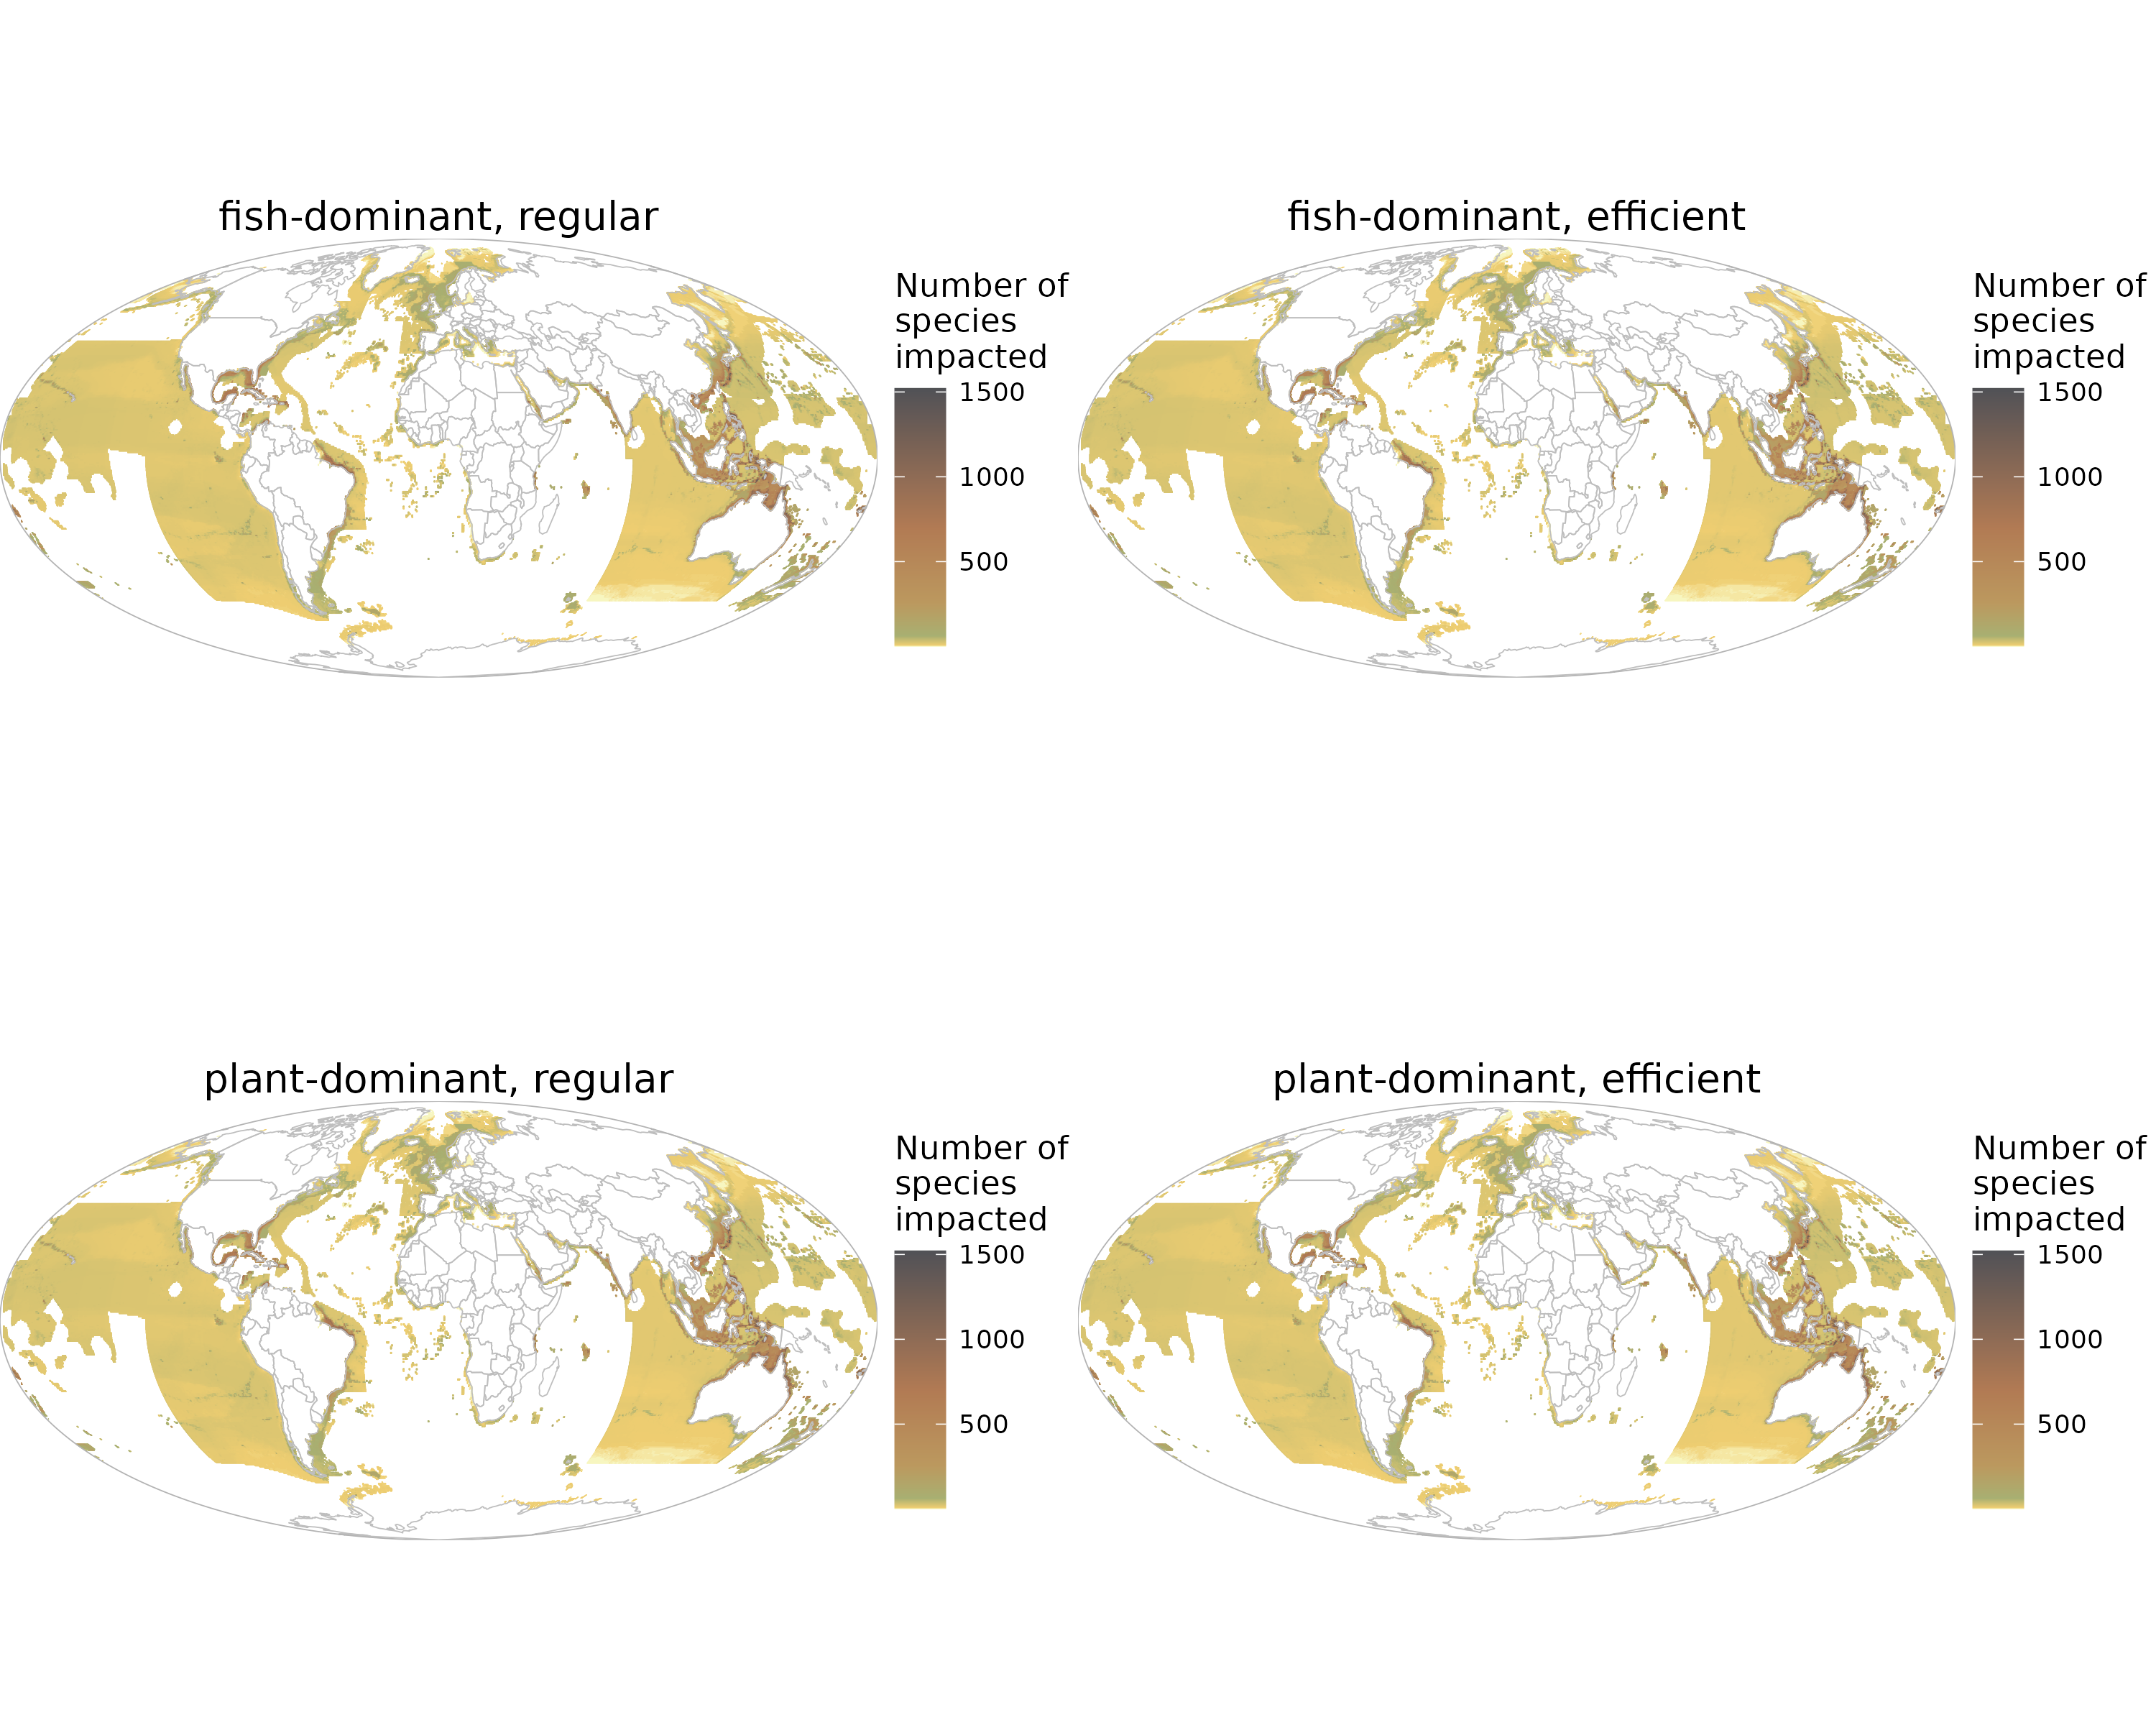 fish-dominant, regular
Number of
species
impacted
1500
1000
500
fish-dominant, efficient
Number of
species
impacted
1500
1000
500
plant-dominant, regular
Number of
species
impacted
1500
1000
500
plant-dominant, efficient
Number of
species
impacted
1500
1000
500